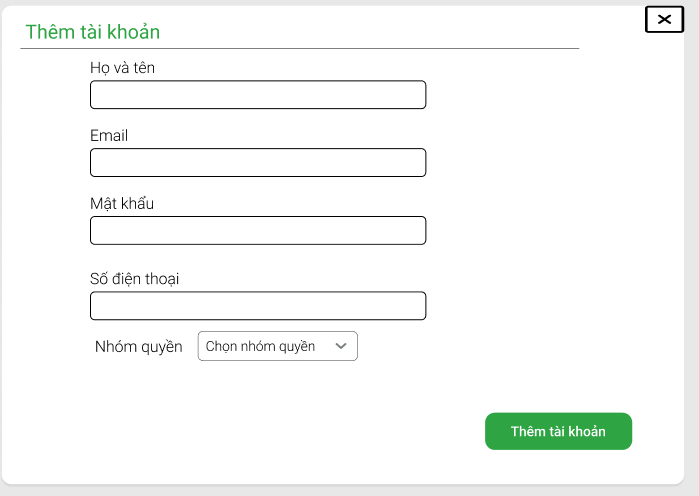 Thêm tài khoản
Họ và tên
Email
Mật khẩu
Số điện thoại
Nhóm quyền Chọn nhóm quyền
Thêm tài khoản